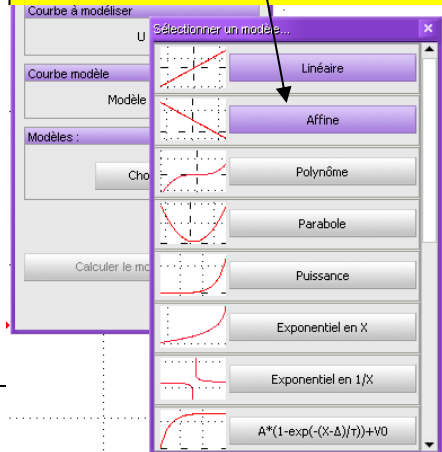 Courbe à modéliser
U
Courbe modèle
Modèle
Modèles :
Cho
Calculer le mo
Sélectionner un modèle...
Linéaire
Affine
Polynôme
Parabole
Puissance
Exponentiel en X
Exponentiel en 1/X
A*(1-exp(-(X-Δ)/τ))+V0